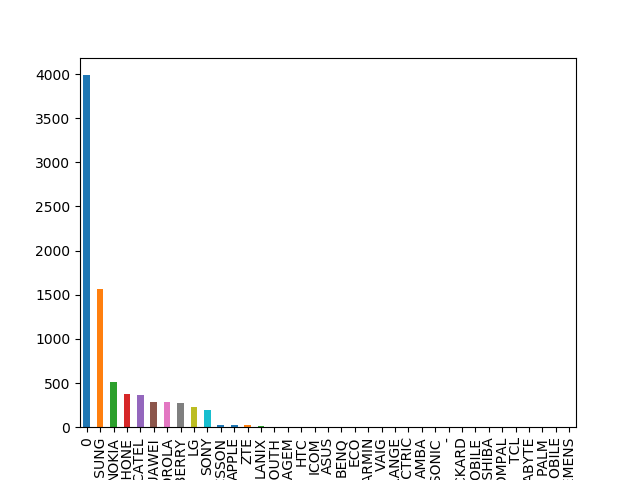 4000
3500
3000
2500
2000
1500
1000
500
0
0
SUNG
NOKIA
HONE
CATEL
AWEI
OROLA
BERRY
LG
SONY
SSON
APPLE
ZTE
LANIX
OUTH
AGEM
HTC
ICOM
ASUS
BENQ
ECO
ARMIN
VAIG
ANGE
CTRIC
AMBA
SONIC
-
CKARD
OBILE
SHIBA
OMPAL
TCL
ABYTE
PALM
OBILE
MENS